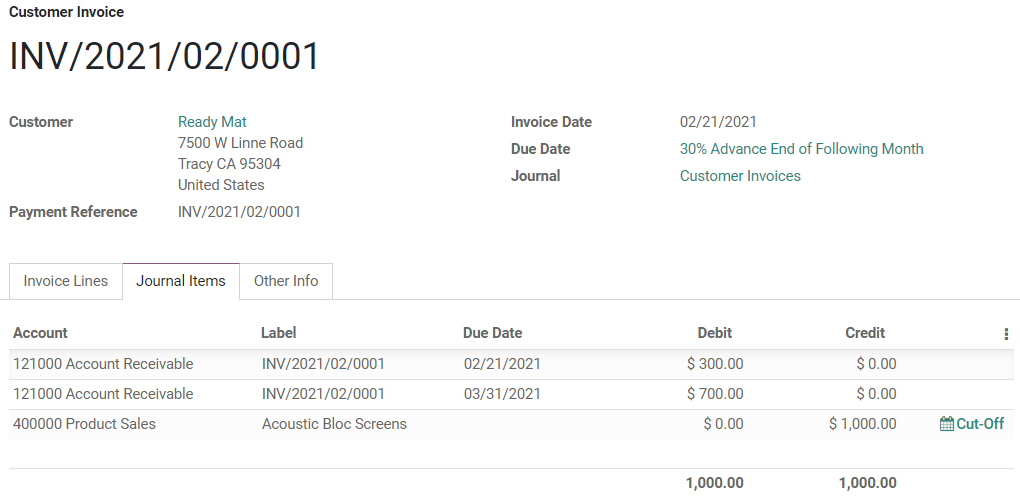 Customer Invoice
INV/2021/02/0001
Customer Ready Mat
7500 W Linne Road
Tracy CA 95304
United States
Payment Reference INV/2021/02/0001
Invoice Date 02/21/2021
Due Date 30% Advance End of Following Month
Journal Customer Invoices
Invoice Lines Journal Items Other Info
Account Label Due Date Debit Credit
121000 Account Receivable INV/2021/02/0001 02/21/2021 $ 300.00 $ 0.00
121000 Account Receivable INV/2021/02/0001 03/31/2021 $ 700.00 $ 0.00
400000 Product Sales Acoustic Bloc Screens $ 0.00 $ 1,000.00 Cut-Off
1,000.00 1,000.00